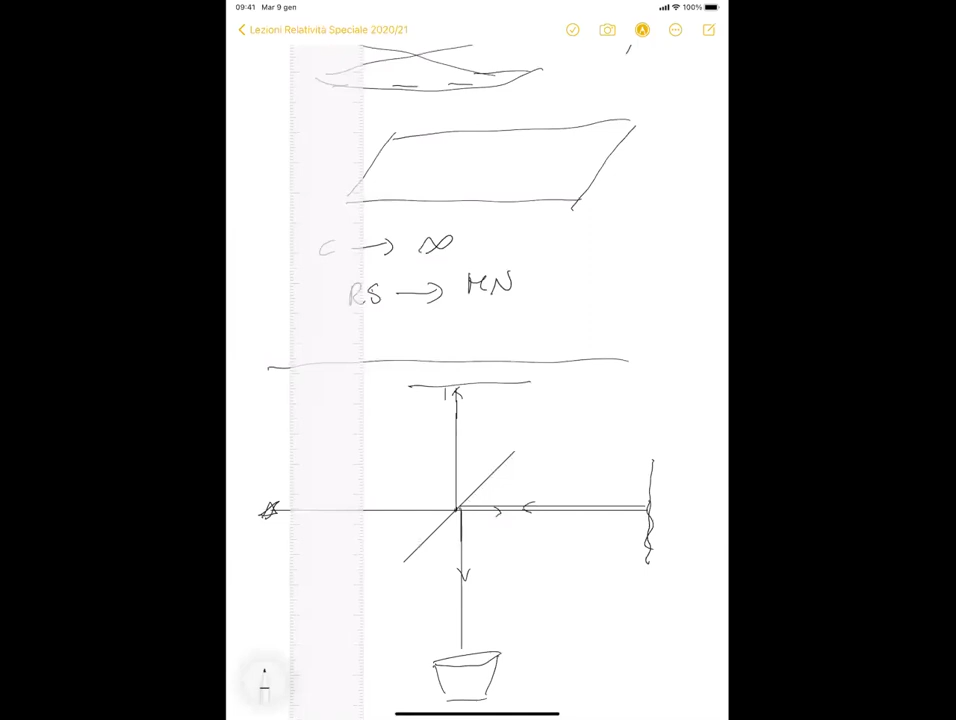 09:41 Mar 9 gen 100%
Lezioni Relatività Speciale 2020/21
C → ∞
RS → MN